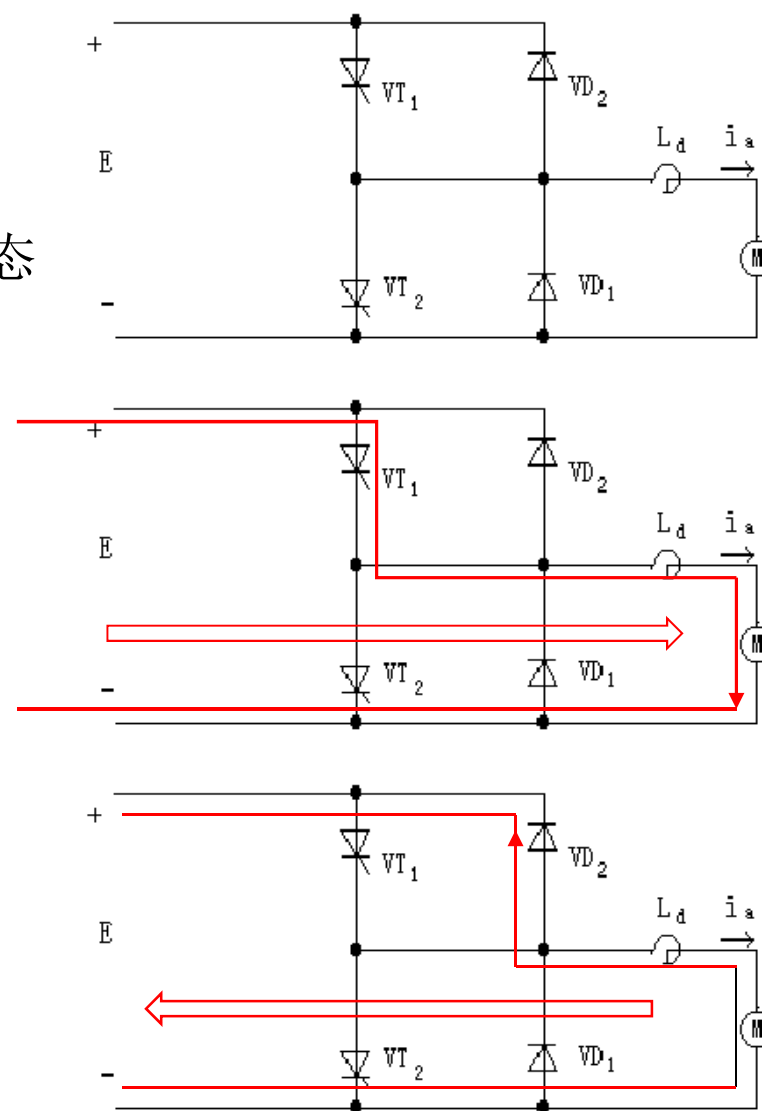 +
VT1
VD2
Ld
ia
E
态
M
VT2
VD1
-
+
VT1
VD2
Ld
ia
E
M
VT2
VD1
-
+
VT1
VD2
Ld
ia
E
M
VT2
VD1
-